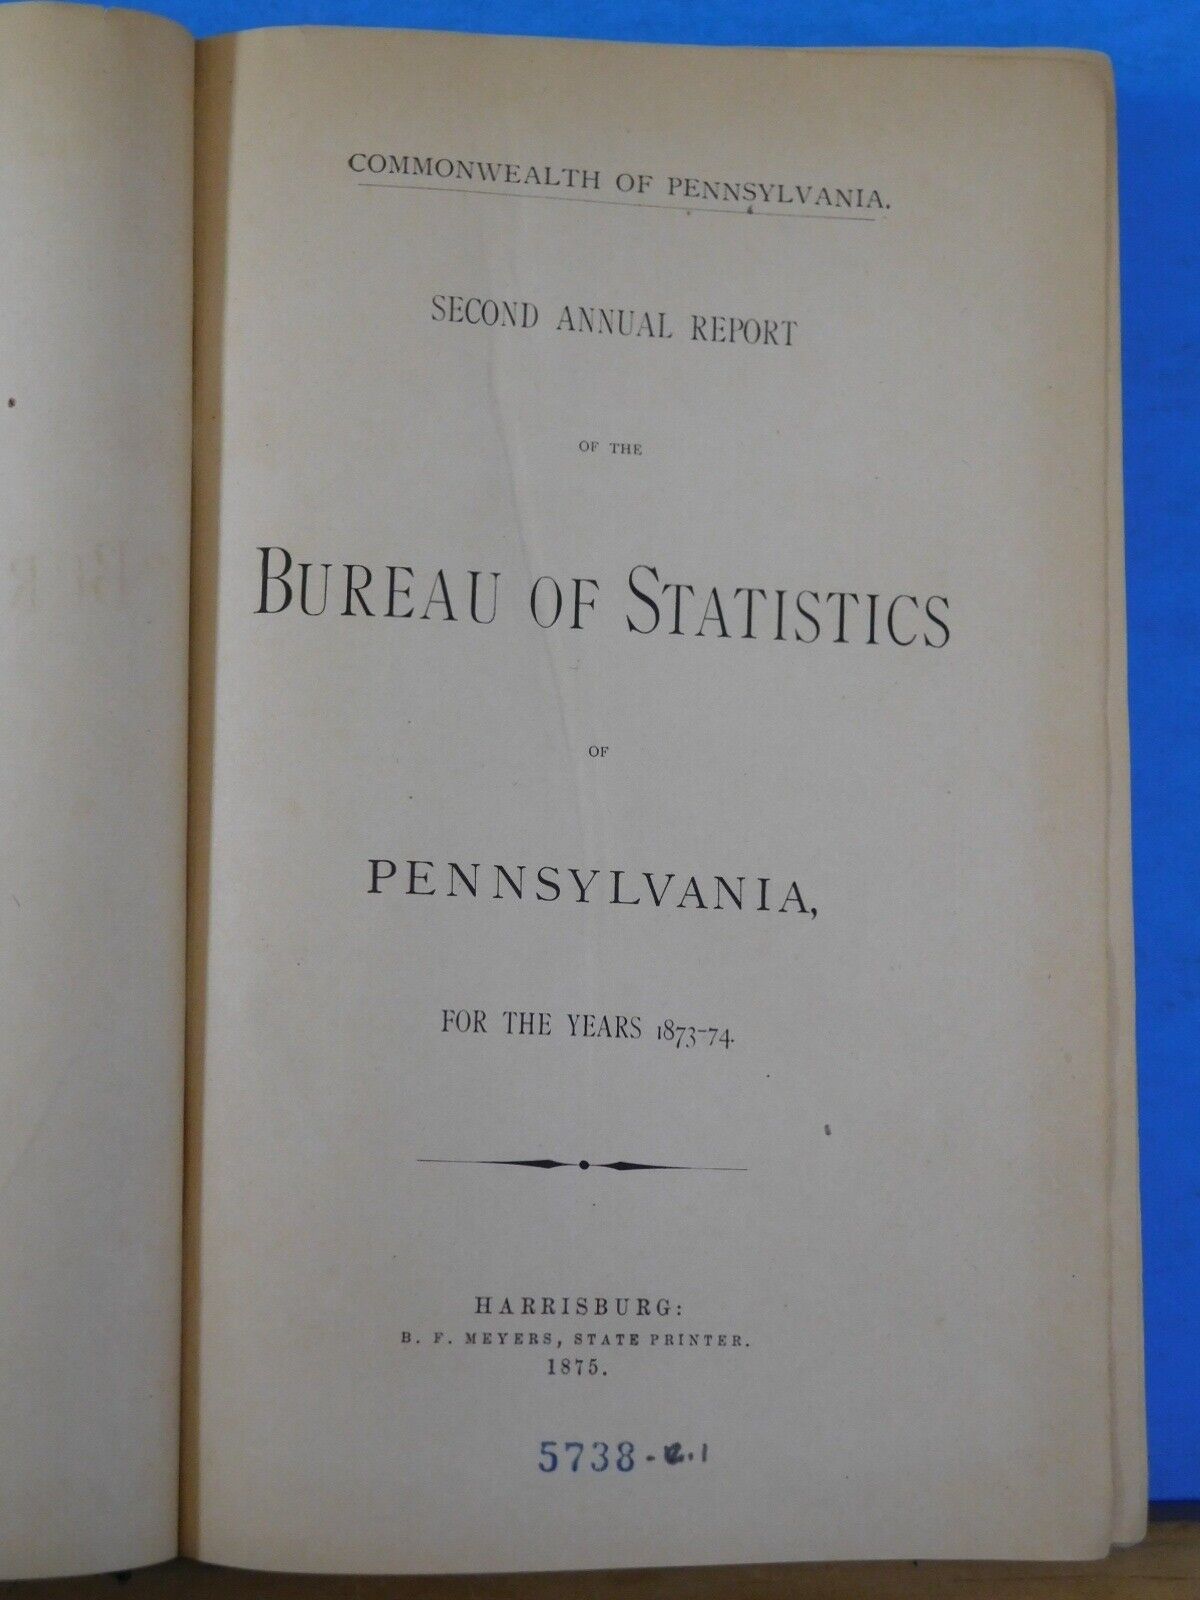 COMMONWEALTH OF PENNSYLVANIA.
SECOND ANNUAL REPORT
OF THE
BUREAU OF STATISTICS
OF
PENNSYLVANIA,
FOR THE YEARS 1873-74.
HARRISBURG:
B. F. MEYERS, STATE PRINTER.
1875.
5738-c.1